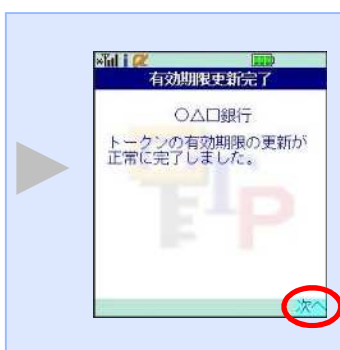 有効期限更新完了
○△□銀行
トークンの有効期限の更新が
正常に完了しました。
次へ